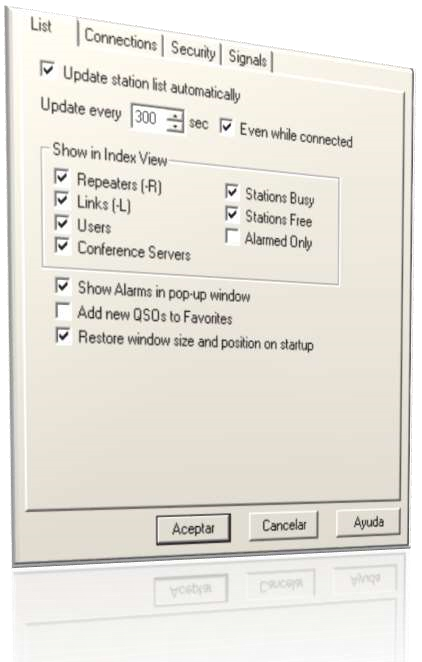 List Connections Security Signals
Update station list automatically
Update every 300 sec Even while connected
Show in Index View
Repeaters (-R) Stations Busy
Links (-L) Stations Free
Users Alarmed Only
Conference Servers
Show Alarms in pop-up window
Add new QSOs to Favorites
Restore window size and position on startup
Aceptar Cancelar Ayuda